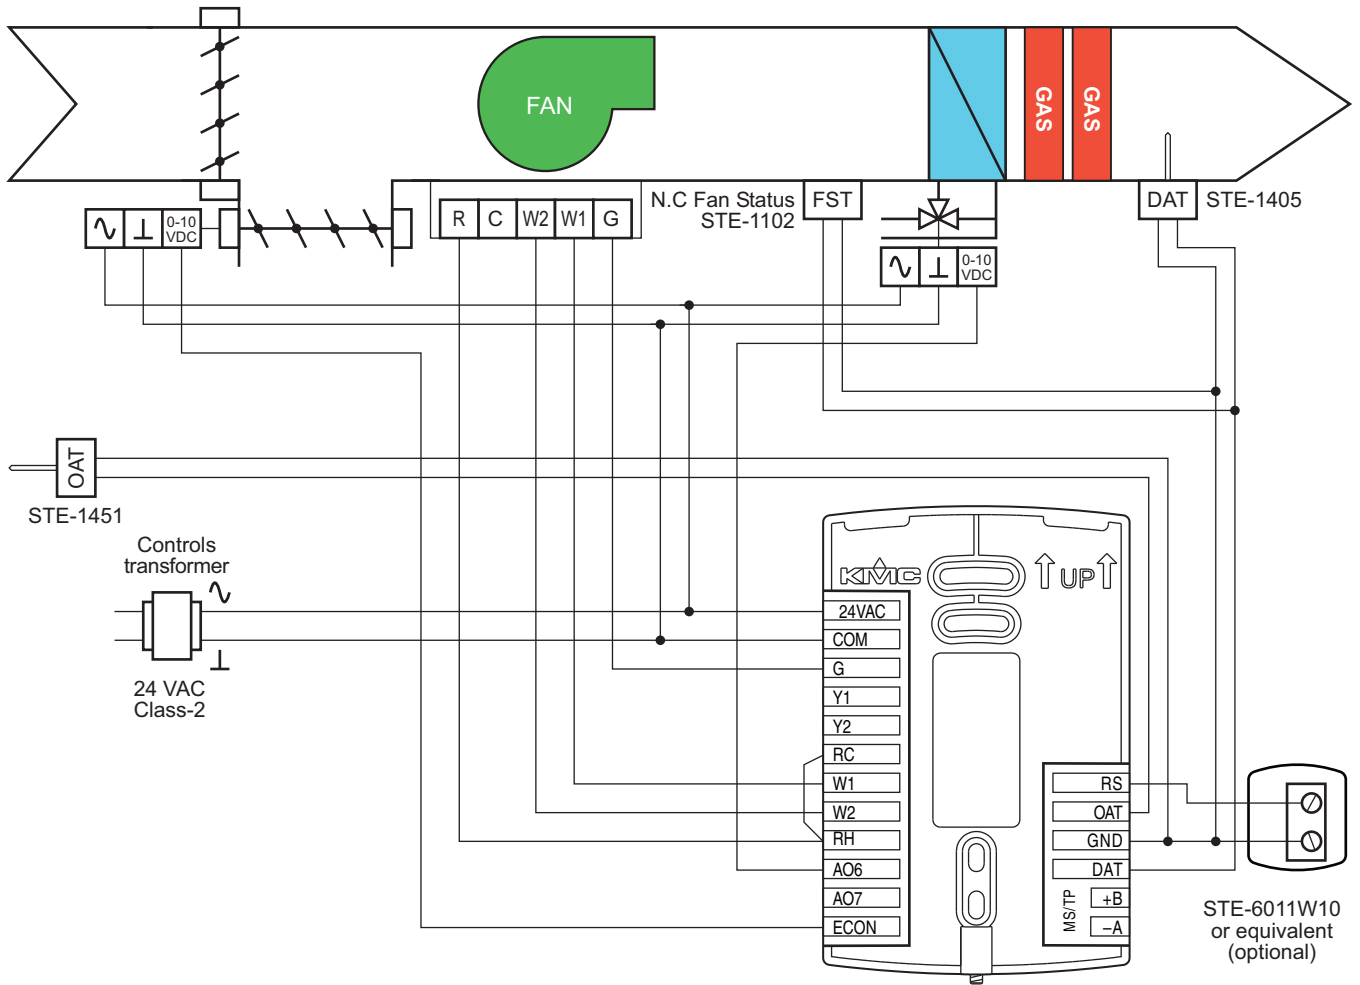 FAN
GAS
GAS
0-10
VDC
R
C
W2
W1
G
N.C Fan Status
STE-1102
FST
DAT
STE-1405
0-10
VDC
OAT
STE-1451
Controls
transformer
24 VAC
Class-2
KMC
UP
24VAC
COM
G
Y1
Y2
RC
W1
W2
RH
AO6
AO7
ECON
RS
OAT
GND
DAT
MS/TP
+B
–A
STE-6011W10
or equivalent
(optional)